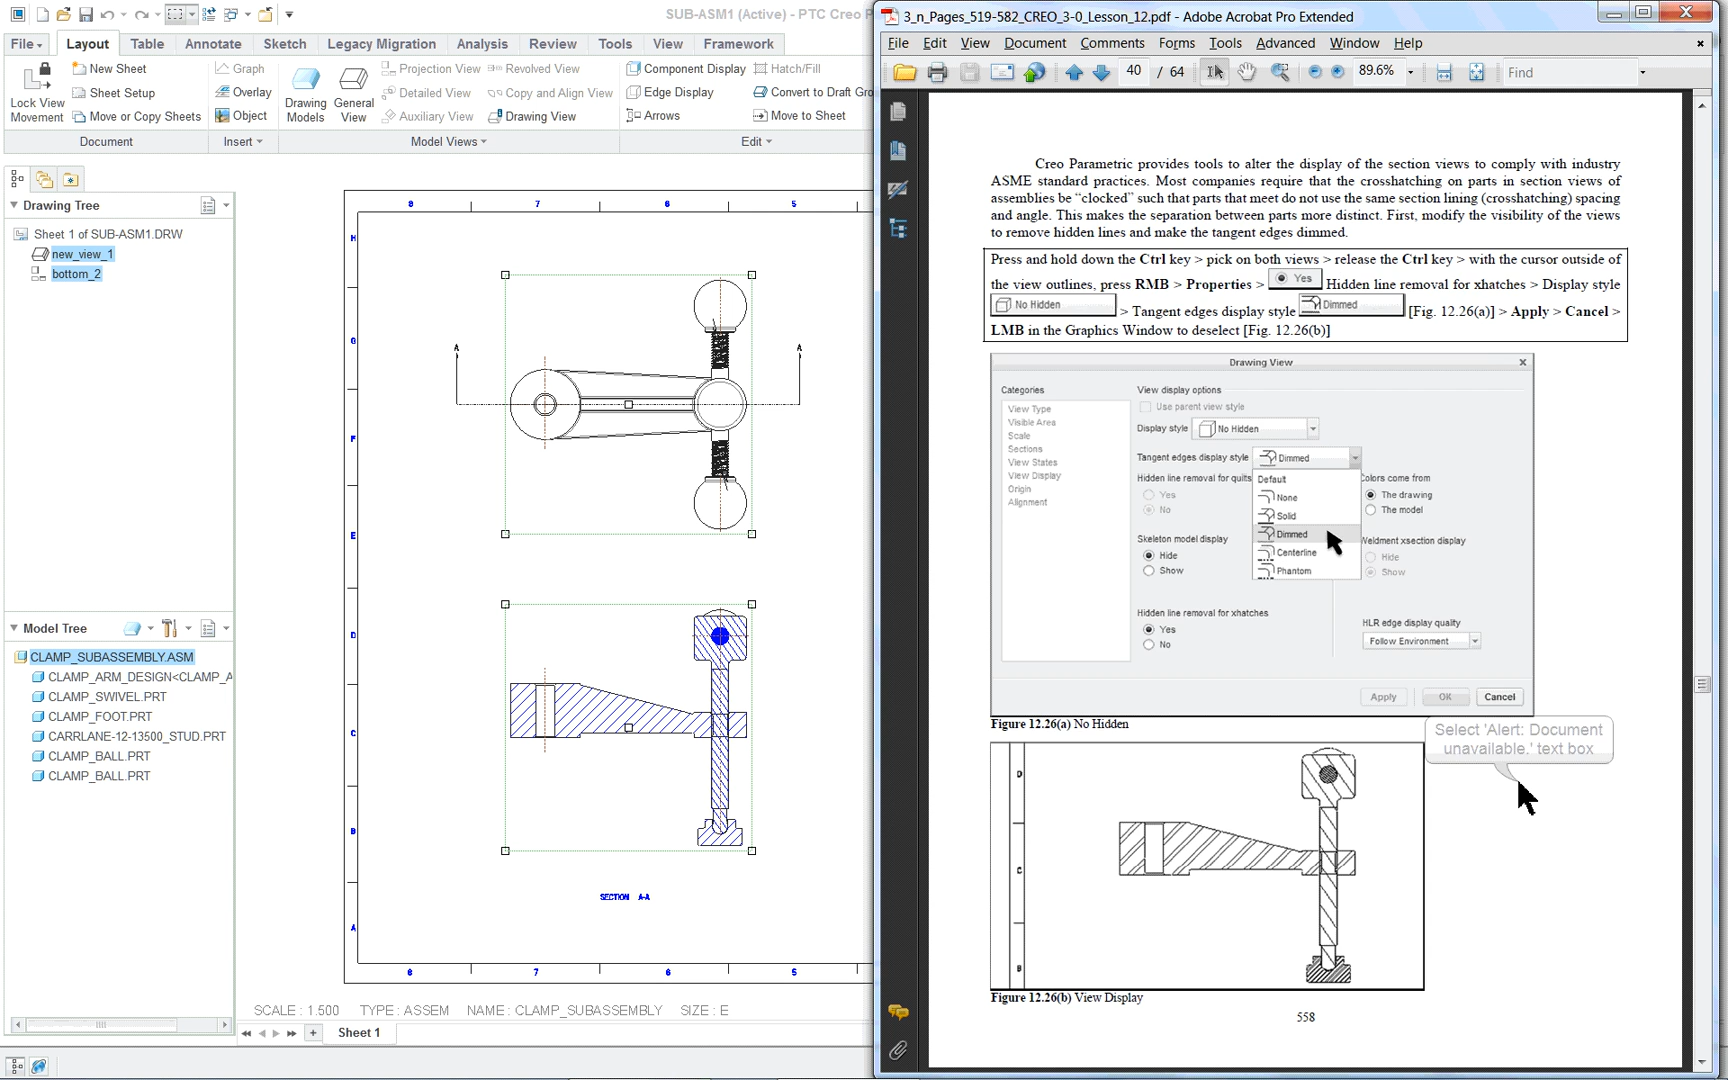 SUB-ASM1 (Active) - PTC Creo P
File
Layout
Table
Annotate
Sketch
Legacy Migration
Analysis
Review
Tools
View
Framework
Lock View
Movement
New Sheet
Sheet Setup
Move or Copy Sheets
Graph
Overlay
Object
Drawing
Models
General
View
Projection View
Detailed View
Auxiliary View
Revolved View
Copy and Align View
Drawing View
Component Display
Edge Display
Arrows
Hatch/Fill
Convert to Draft Gro
Move to Sheet
Document
Insert
Model Views
Edit
Drawing Tree
Sheet 1 of SUB-ASM1.DRW
new_view_1
bottom_2
Model Tree
CLAMP_SUBASSEMBLY.ASM
CLAMP_ARM_DESIGN<CLAMP_A
CLAMP_SWIVEL.PRT
CLAMP_FOOT.PRT
CARRLANE-12-13500_STUD.PRT
CLAMP_BALL.PRT
CLAMP_BALL.PRT
8 7 6 5
H
G
F
E
D
C
B
A
A A
SECTION A-A
8 7 6 5
SCALE : 1.500 TYPE : ASSEM NAME : CLAMP_SUBASSEMBLY SIZE : E
Sheet 1
3_n_Pages_519-582_CREO_3-0_Lesson_12.pdf - Adobe Acrobat Pro Extended
File Edit View Document Comments Forms Tools Advanced Window Help
40 / 64
89.6%
Find
Creo Parametric provides tools to alter the display of the section views to comply with industry
ASME standard practices. Most companies require that the crosshatching on parts in section views of
assemblies be “clocked” such that parts that meet do not use the same section lining (crosshatching) spacing
and angle. This makes the separation between parts more distinct. First, modify the visibility of the views
to remove hidden lines and make the tangent edges dimmed.
Press and hold down the Ctrl key > pick on both views > release the Ctrl key > with the cursor outside of
the view outlines, press RMB > Properties > Yes Hidden line removal for xhatches > Display style
No Hidden > Tangent edges display style Dimmed [Fig. 12.26(a)] > Apply > Cancel >
LMB in the Graphics Window to deselect [Fig. 12.26(b)]
Drawing View
Categories
View Type
Visible Area
Scale
Sections
View States
View Display
Origin
Alignment
View display options
Use parent view style
Display style No Hidden
Tangent edges display style Dimmed
Default
None
Solid
Dimmed
Centerline
Phantom
Hidden line removal for quilts
Yes
No
Colors come from
The drawing
The model
Skeleton model display
Hide
Show
Weldment xsection display
Hide
Show
Hidden line removal for xhatches
Yes
No
HLR edge display quality
Follow Environment
Apply OK Cancel
Figure 12.26(a) No Hidden
Select 'Alert: Document
unavailable.' text box
D
C
B
Figure 12.26(b) View Display
558